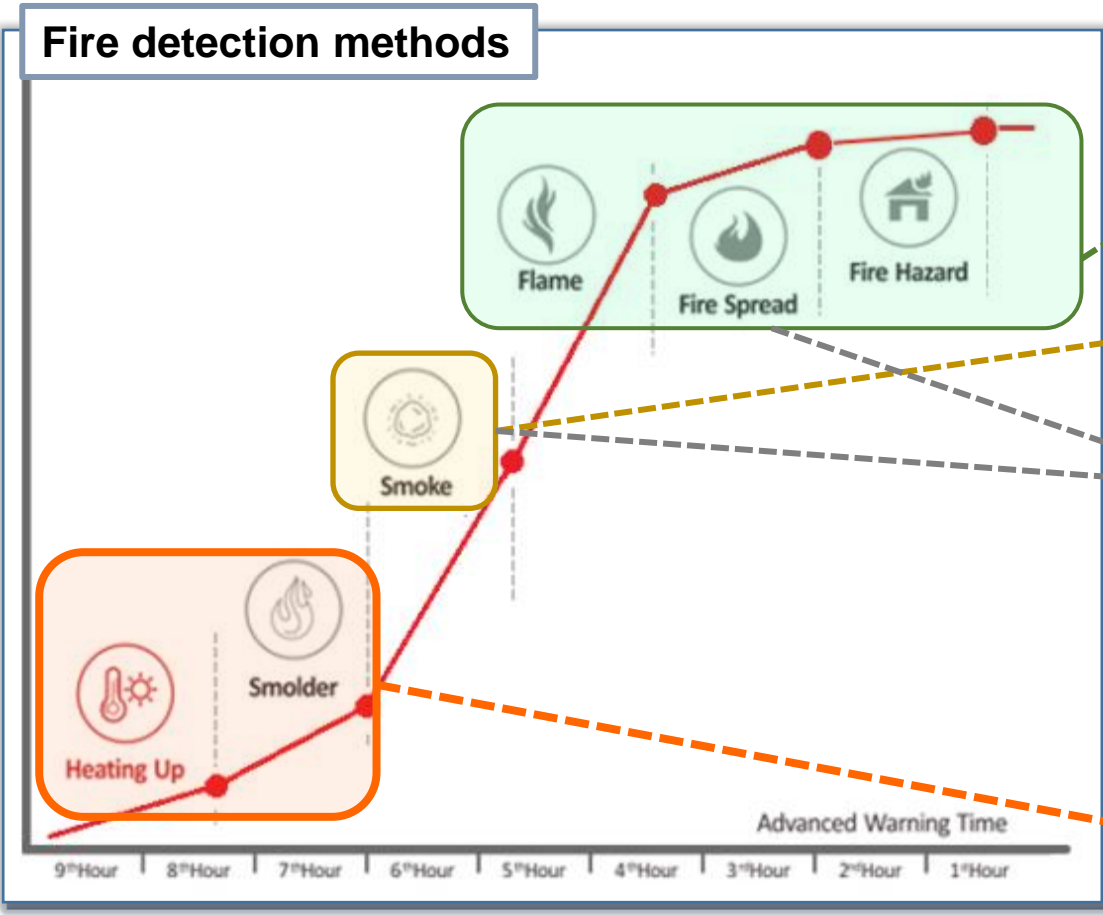 Fire detection methods
Flame
Fire Spread
Fire Hazard
Smoke
Smolder
Heating Up
Advanced Warning Time
9thHour
8thHour
7thHour
6thHour
5thHour
4thHour
3rdHour
2ndHour
1stHour